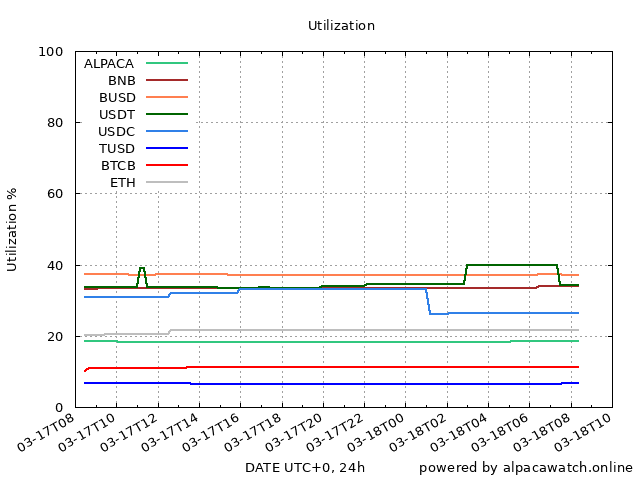 Utilization
100
80
60
40
20
0
Utilization %
ALPACA
BNB
BUSD
USDT
USDC
TUSD
BTCB
ETH
03-17T08
03-17T10
03-17T12
03-17T14
03-17T16
03-17T18
03-17T20
03-17T22
03-18T00
03-18T02
03-18T04
03-18T06
03-18T08
03-18T10
DATE UTC+0, 24h
powered by alpacawatch.online